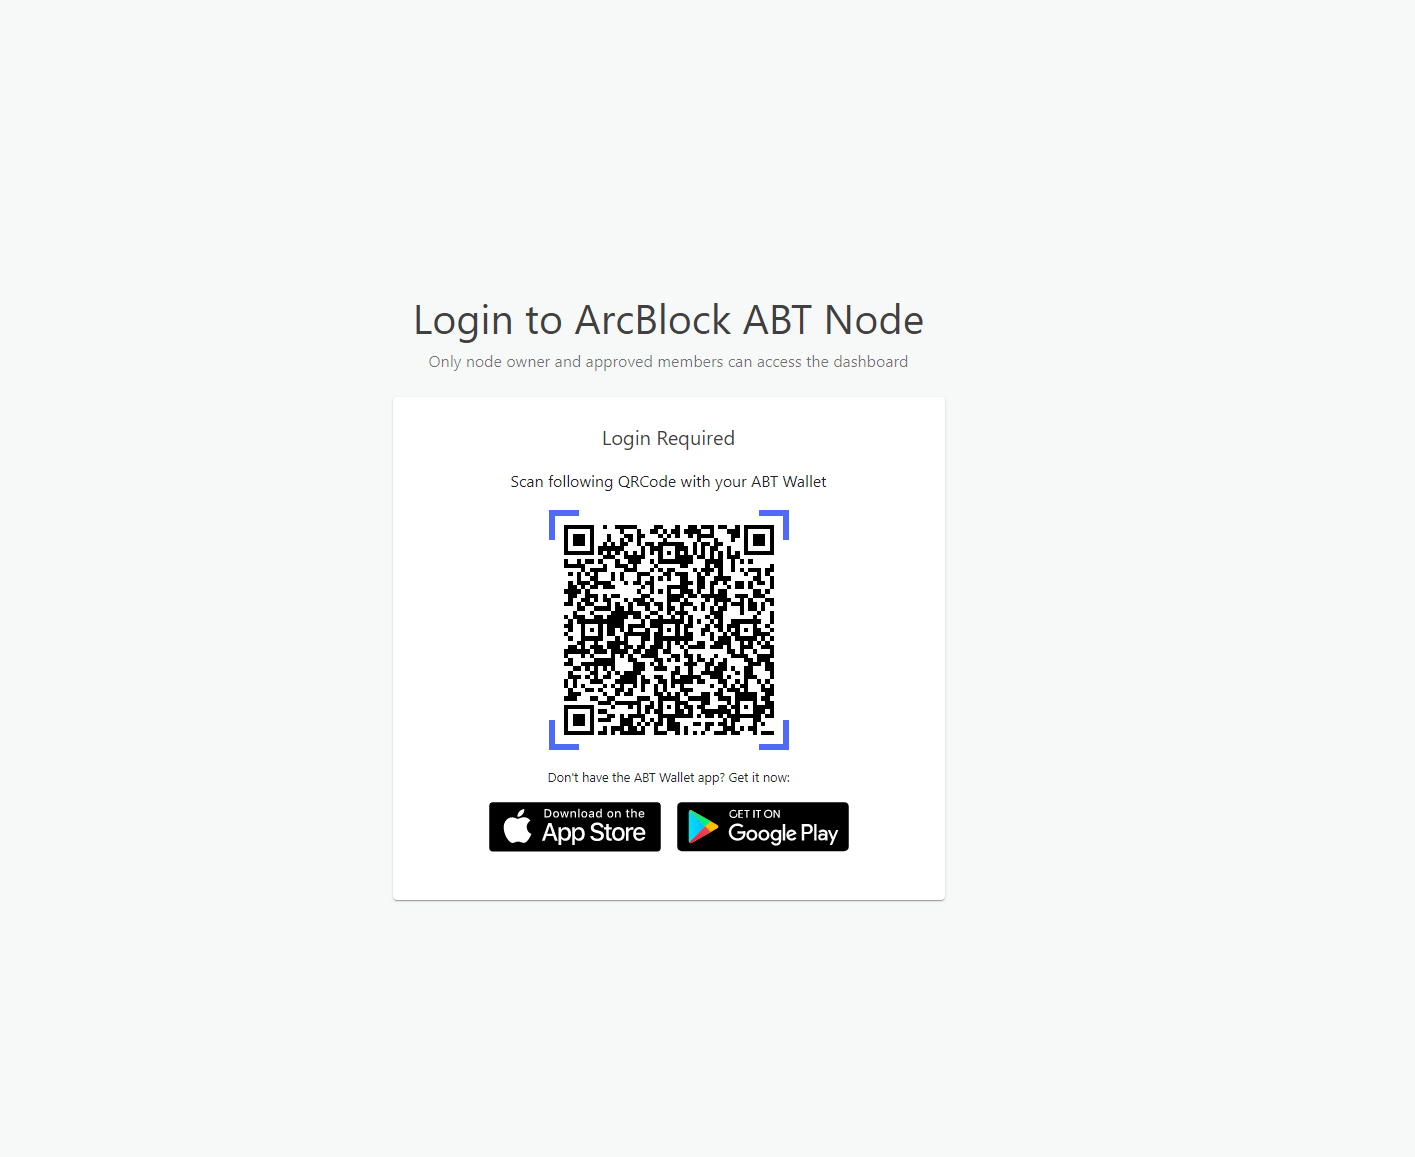 Login to ArcBlock ABT Node
Only node owner and approved members can access the dashboard
Login Required
Scan following QRCode with your ABT Wallet
Don't have the ABT Wallet app? Get it now:
Download on the
App Store
GET IT ON
Google Play